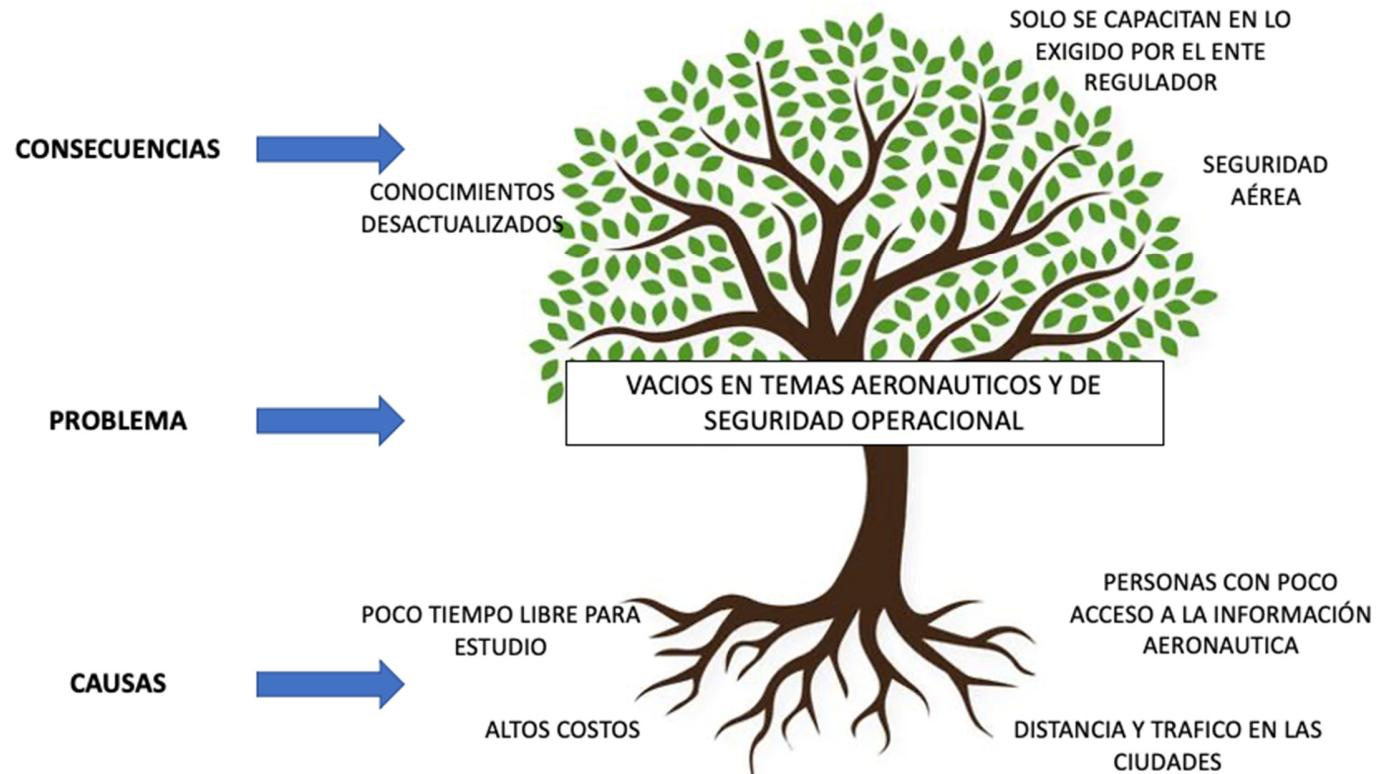 SOLO SE CAPACITAN EN LO
EXIGIDO POR EL ENTE
REGULADOR
CONSECUENCIAS
CONOCIMIENTOS
DESACTUALIZADOS
SEGURIDAD
AÉREA
PROBLEMA
VACIOS EN TEMAS AERONAUTICOS Y DE
SEGURIDAD OPERACIONAL
CAUSAS
POCO TIEMPO LIBRE PARA
ESTUDIO
PERSONAS CON POCO
ACCESO A LA INFORMACIÓN
AERONAUTICA
ALTOS COSTOS
DISTANCIA Y TRAFICO EN LAS
CIUDADES